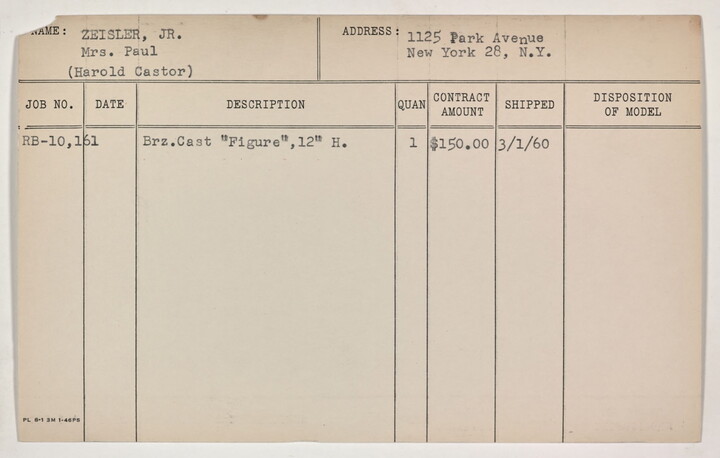 NAME: ZEISLER, JR. ADDRESS: 1125 Park Avenue
Mrs. Paul New York 28, N.Y.
(Harold Castor)
JOB NO. DATE DESCRIPTION QUAN CONTRACT AMOUNT SHIPPED DISPOSITION OF MODEL
RB-10,161 Brz.Cast "Figure",12" H. 1 $150.00 3/1/60